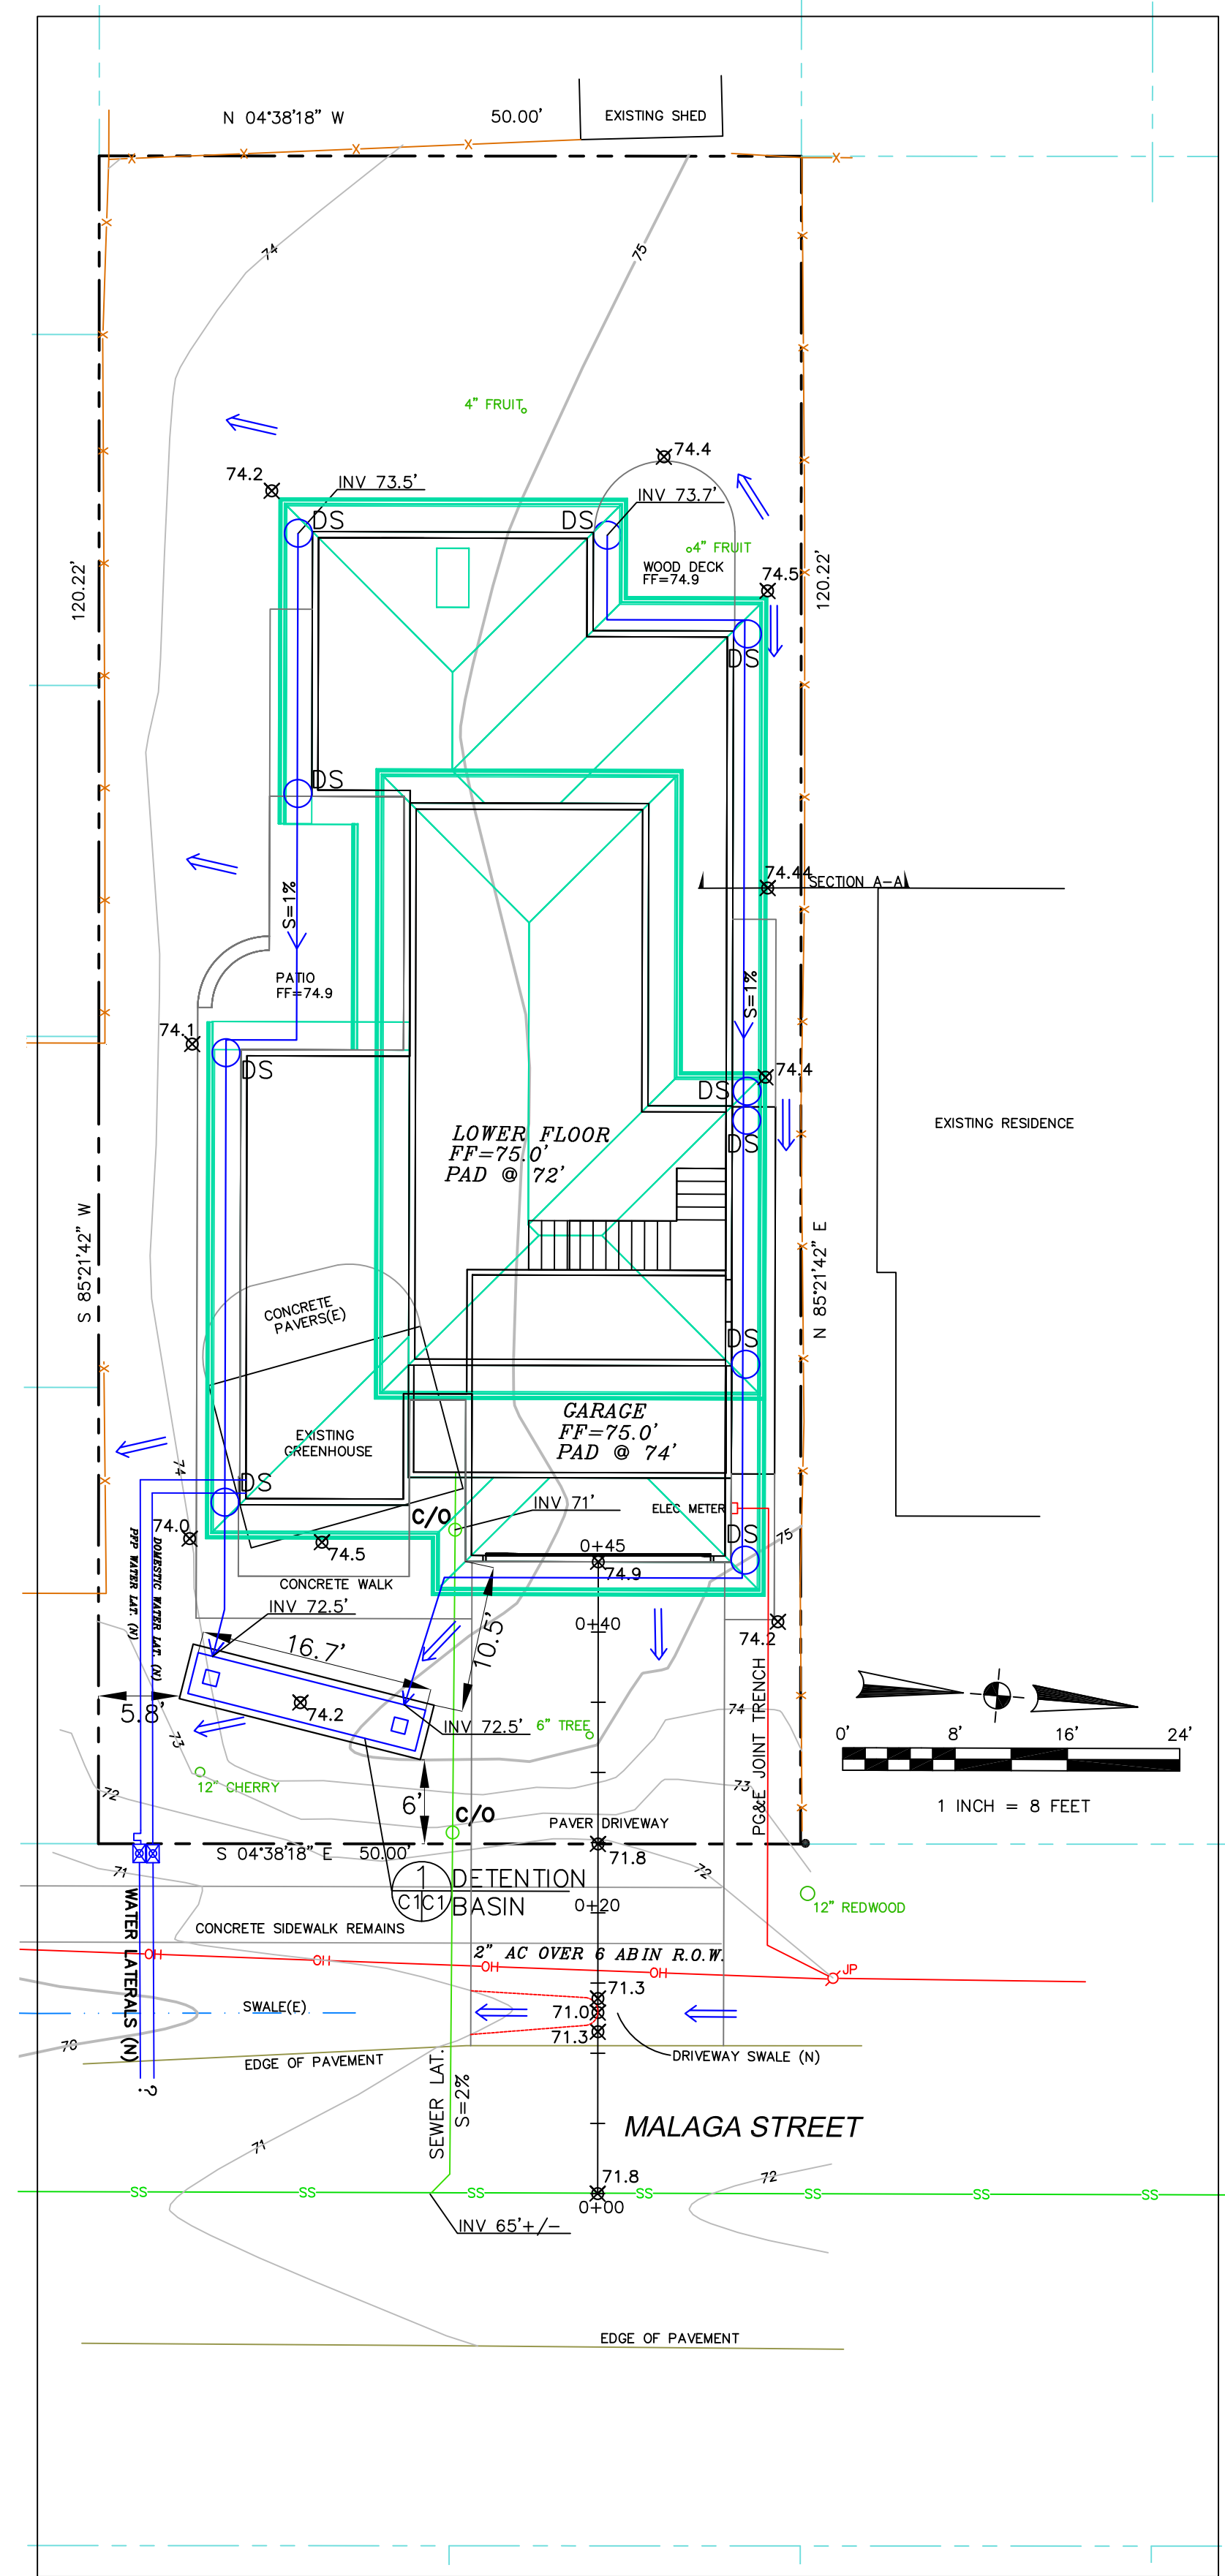 N 04°38'18" W
50.00'
EXISTING SHED
74
75
4" FRUIT
74.4
74.2
INV 73.5'
INV 73.7'
DS
DS
4" FRUIT
WOOD DECK
FF=74.9
74.5
120.22'
120.22'
DS
DS
74.44
SECTION A-A
S=1%
PATIO
FF=74.9
S=1%
74.1
DS
74.4
DS
DS
EXISTING RESIDENCE
LOWER FLOOR
FF=75.0'
PAD @ 72'
S 85°21'42" W
N 85°21'42" E
CONCRETE
PAVERS(E)
DS
GARAGE
FF=75.0'
PAD @ 74'
EXISTING
GREENHOUSE
74
DS
INV 71'
ELEC METER
C/O
74.0
74.5
0+45
74.9
DS
75
PPP WATER LAT. (N)
DOMESTIC WATER LAT. (N)
CONCRETE WALK
INV 72.5'
16.7'
10.5'
0+40
74.2
5.8'
74.2
INV 72.5'
6" TREE
PG&E JOINT TRENCH
74
73
0'
8'
16'
24'
1 INCH = 8 FEET
12" CHERRY
72
6'
C/O
73
PAVER DRIVEWAY
S 04°38'18" E
50.00'
71.8
71
1
C1
C1
DETENTION
BASIN
72
0+20
12" REDWOOD
WATER LATERALS (N)
CONCRETE SIDEWALK REMAINS
2" AC OVER 6 AB IN R.O.W.
OH
OH
OH
OH
JP
71.3
71.0
71.3
SWALE(E)
70
EDGE OF PAVEMENT
DRIVEWAY SWALE (N)
?
SEWER LAT.
S=2%
MALAGA STREET
71
72
71.8
SS
SS
SS
SS
SS
SS
SS
0+00
INV 65'+/-
EDGE OF PAVEMENT